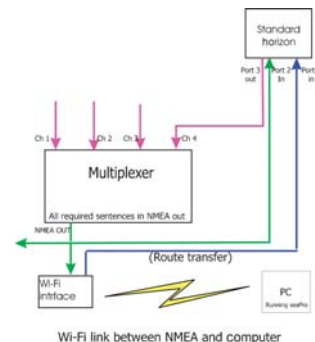 Standard
horizon
Port 3
out
Port 2
In
Port
in
Ch 1
Ch 2
Ch 3
Ch 4
Multiplexer
All required sentences in NMEA out
NMEA OUT
(Route transfer)
Wi-Fi
intrface
PC
Running seaPro
Wi-Fi link between NMEA and computer